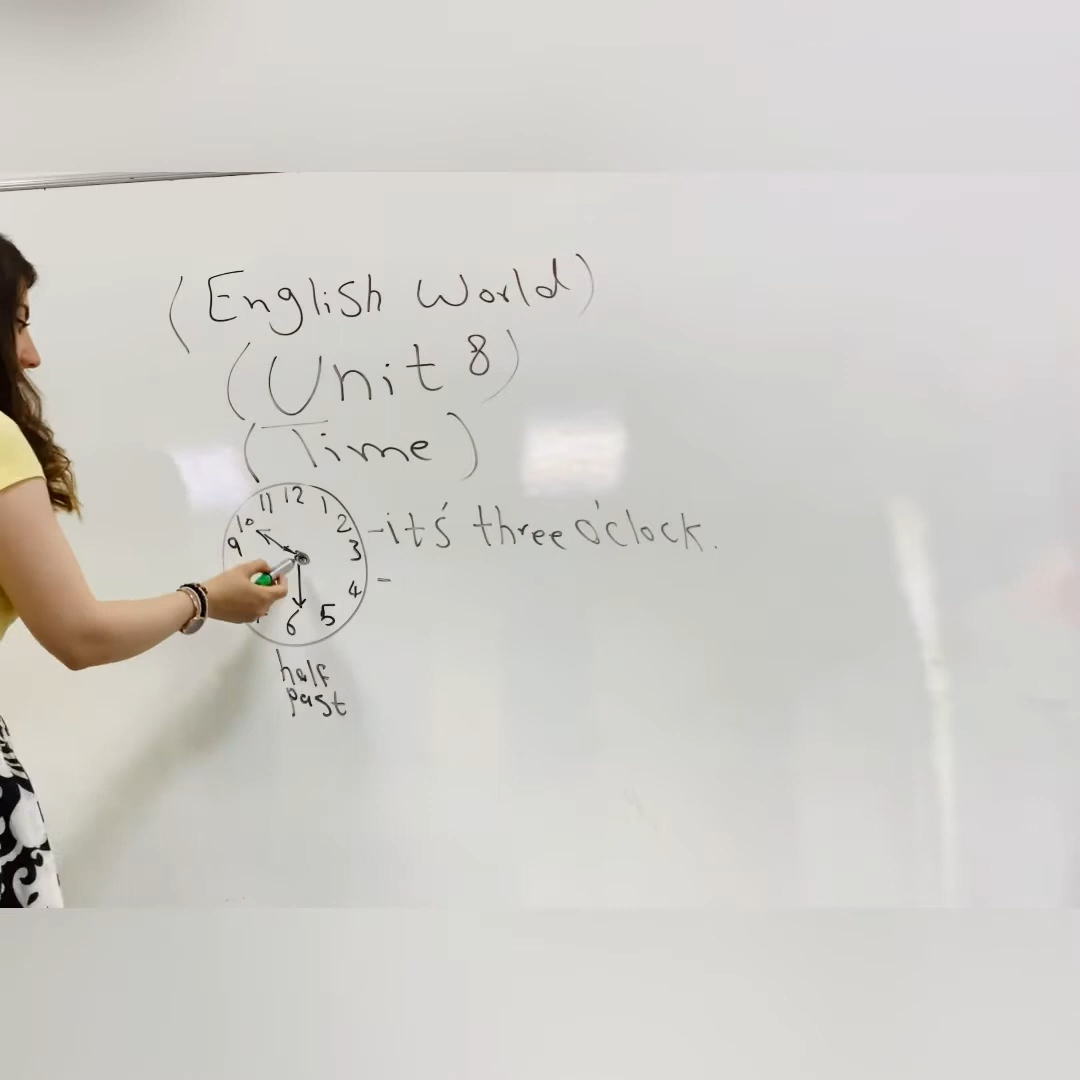 (English World)
(Unit 8)
(Time)
11 12 1
10 2
9 3
4
6 5
-it's three o'clock.
-
half
past